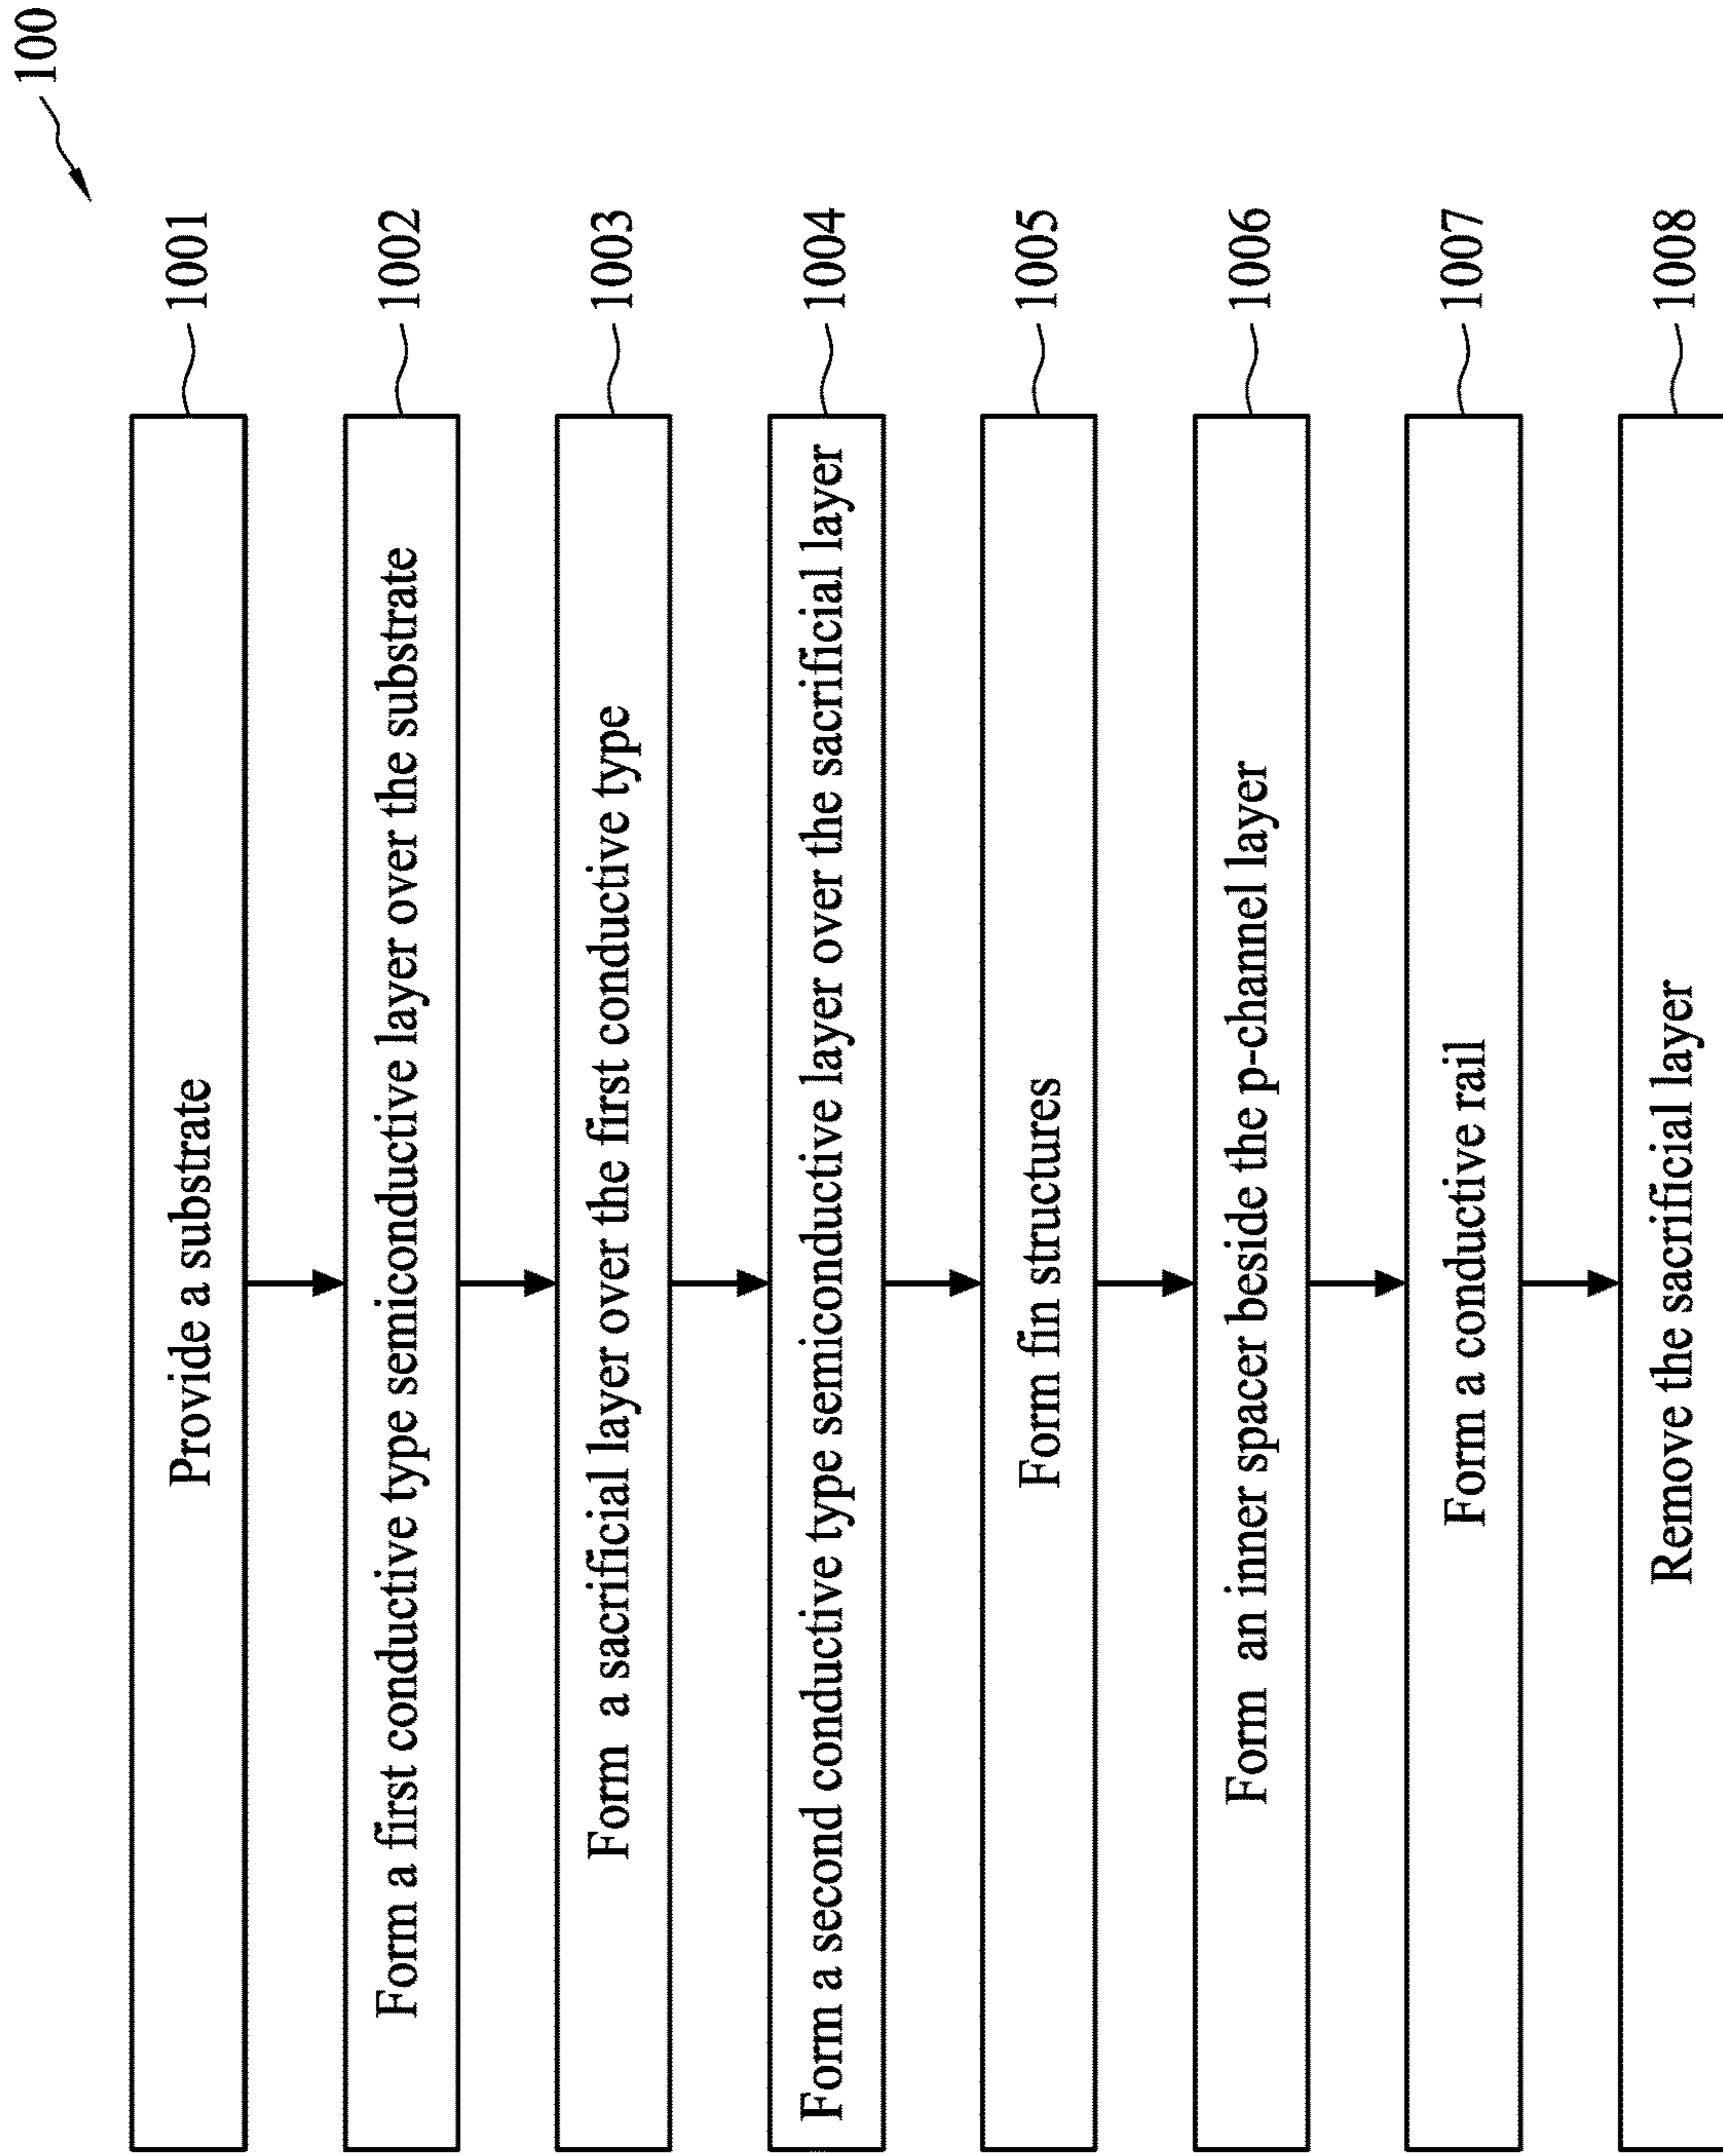 100
Provide a substrate
1001
Form a first conductive type semiconductive layer over the substrate
1002
Form a sacrificial layer over the first conductive type
1003
Form a second conductive type semiconductive layer over the sacrificial layer
1004
Form fin structures
1005
Form an inner spacer beside the p-channel layer
1006
Form a conductive rail
1007
Remove the sacrificial layer
1008